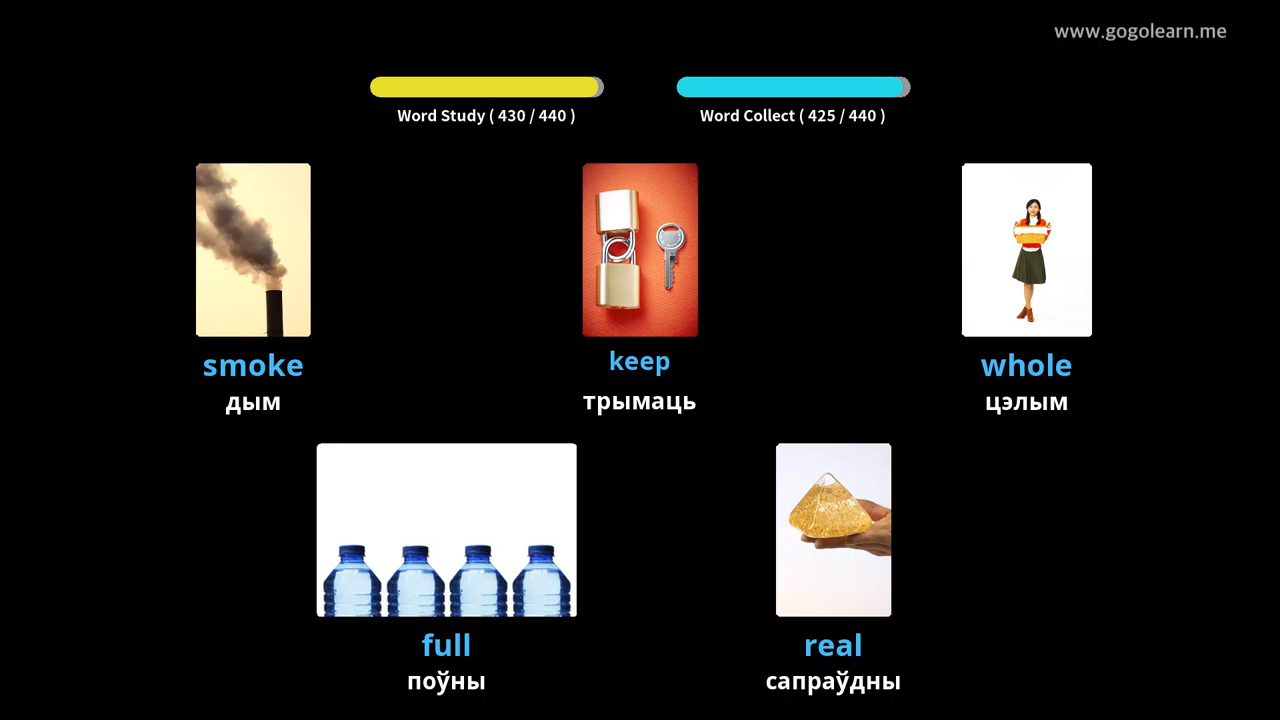 www.gogolearn.me
Word Study ( 430 / 440 )
Word Collect ( 425 / 440 )
smoke
дым
keep
трымаць
whole
цэлым
full
поўны
real
сапраўдны